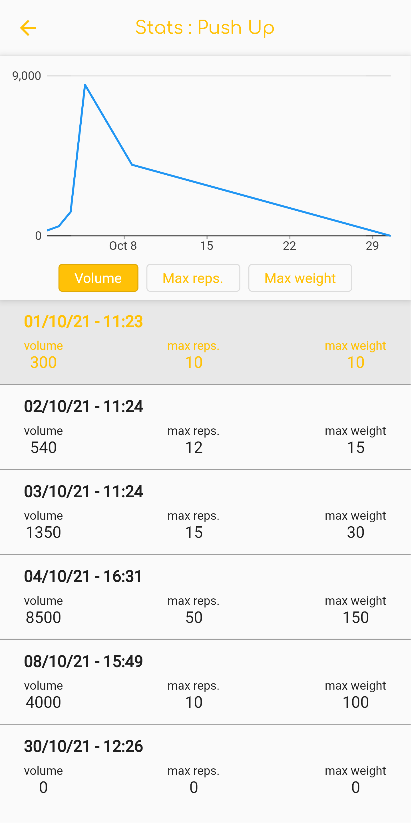 Stats : Push Up
9,000
0
Oct 8 15 22 29
Volume Max reps. Max weight
01/10/21 - 11:23
volume max reps. max weight
300 10 10
02/10/21 - 11:24
volume max reps. max weight
540 12 15
03/10/21 - 11:24
volume max reps. max weight
1350 15 30
04/10/21 - 16:31
volume max reps. max weight
8500 50 150
08/10/21 - 15:49
volume max reps. max weight
4000 10 100
30/10/21 - 12:26
volume max reps. max weight
0 0 0